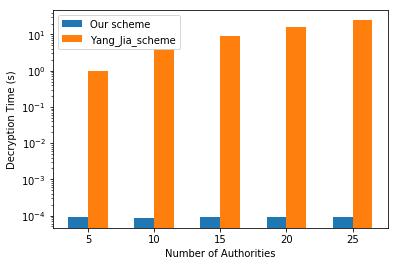 Our scheme
Yang_Jia_scheme
10¹
10⁰
10⁻¹
10⁻²
10⁻³
10⁻⁴
Decryption Time (s)
5 10 15 20 25
Number of Authorities